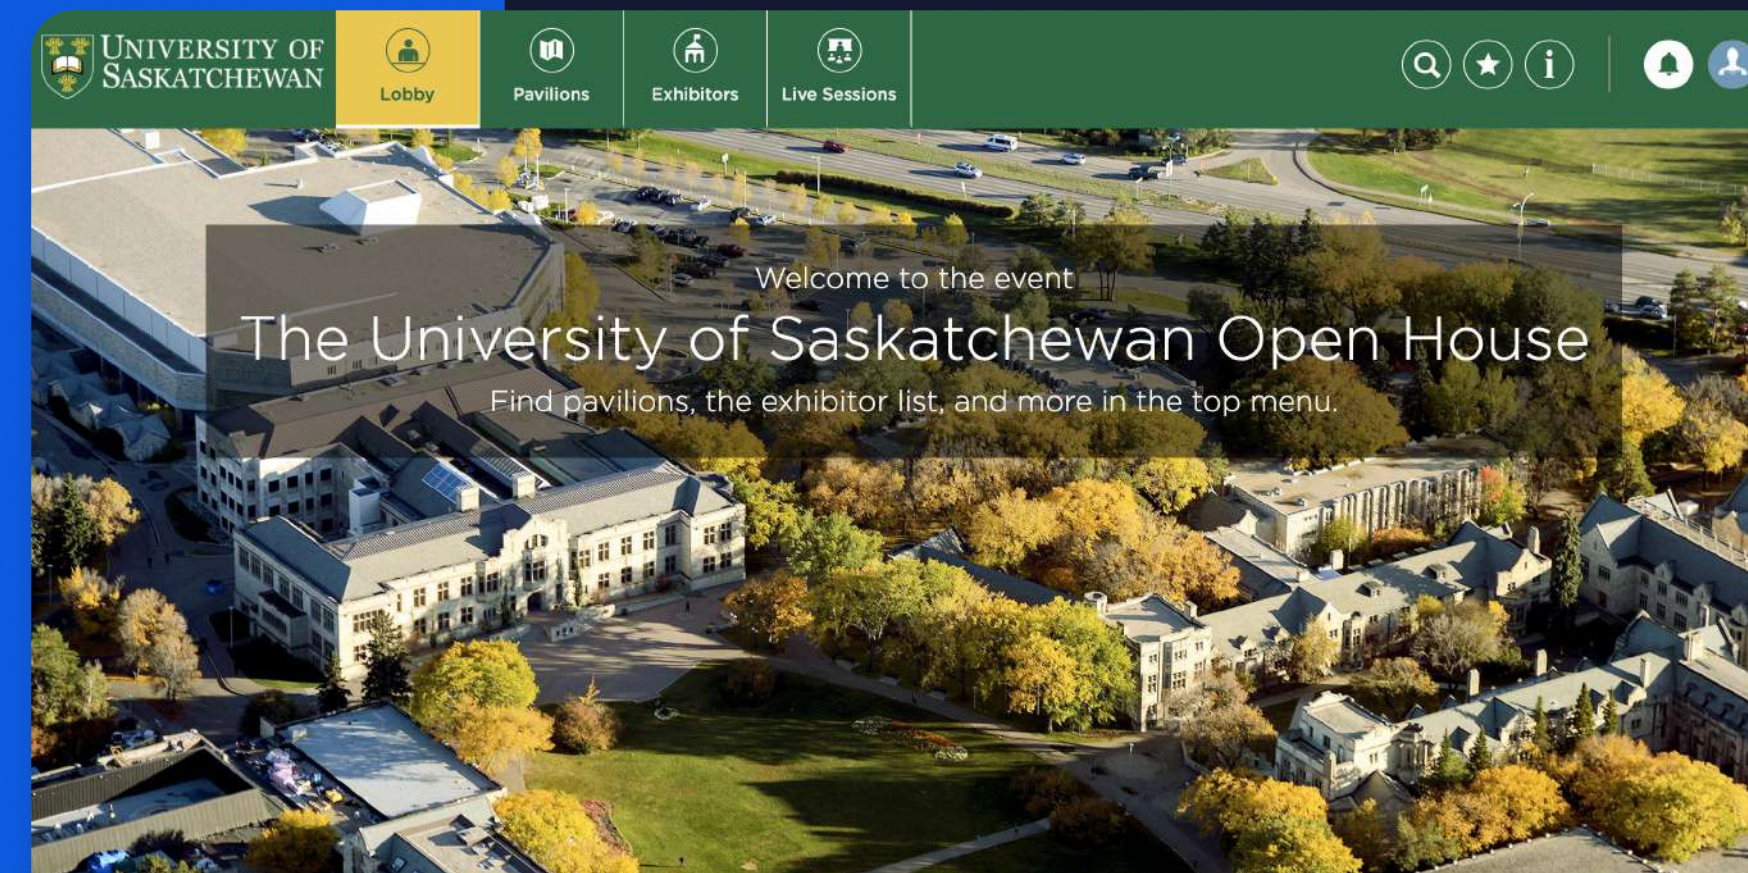 UNIVERSITY OF
SASKATCHEWAN
Lobby
Pavilions
Exhibitors
Live Sessions
Welcome to the event
The University of Saskatchewan Open House
Find pavilions, the exhibitor list, and more in the top menu.